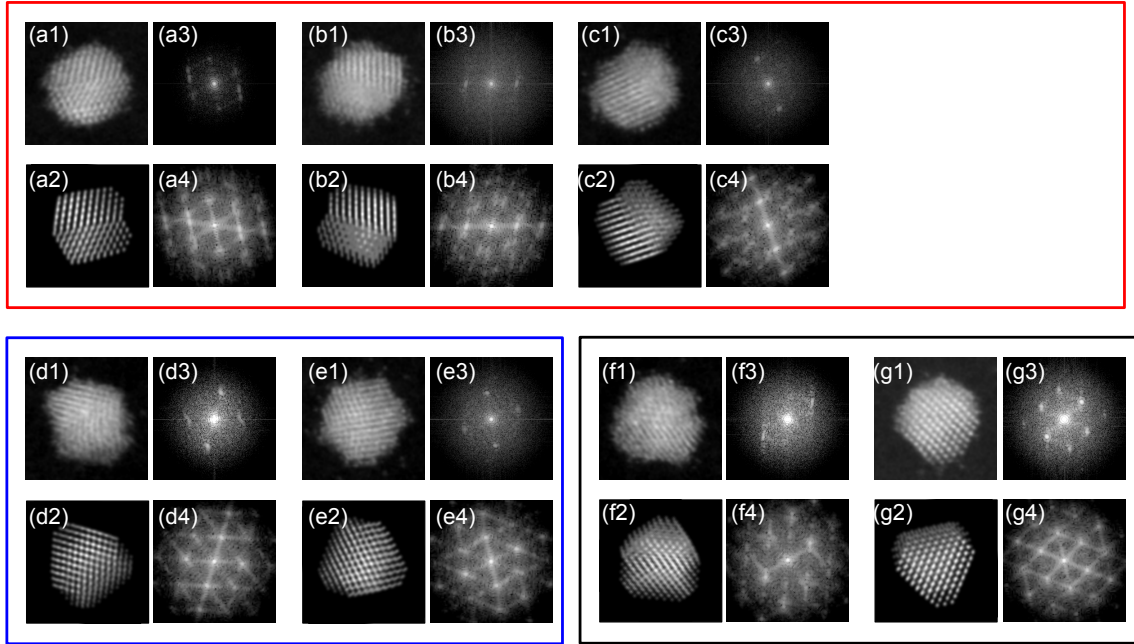 (a1) (a3) (b1) (b3) (c1) (c3)
(a2) (a4) (b2) (b4) (c2) (c4)
(d1) (d3) (e1) (e3) (f1) (f3) (g1) (g3)
(d2) (d4) (e2) (e4) (f2) (f4) (g2) (g4)